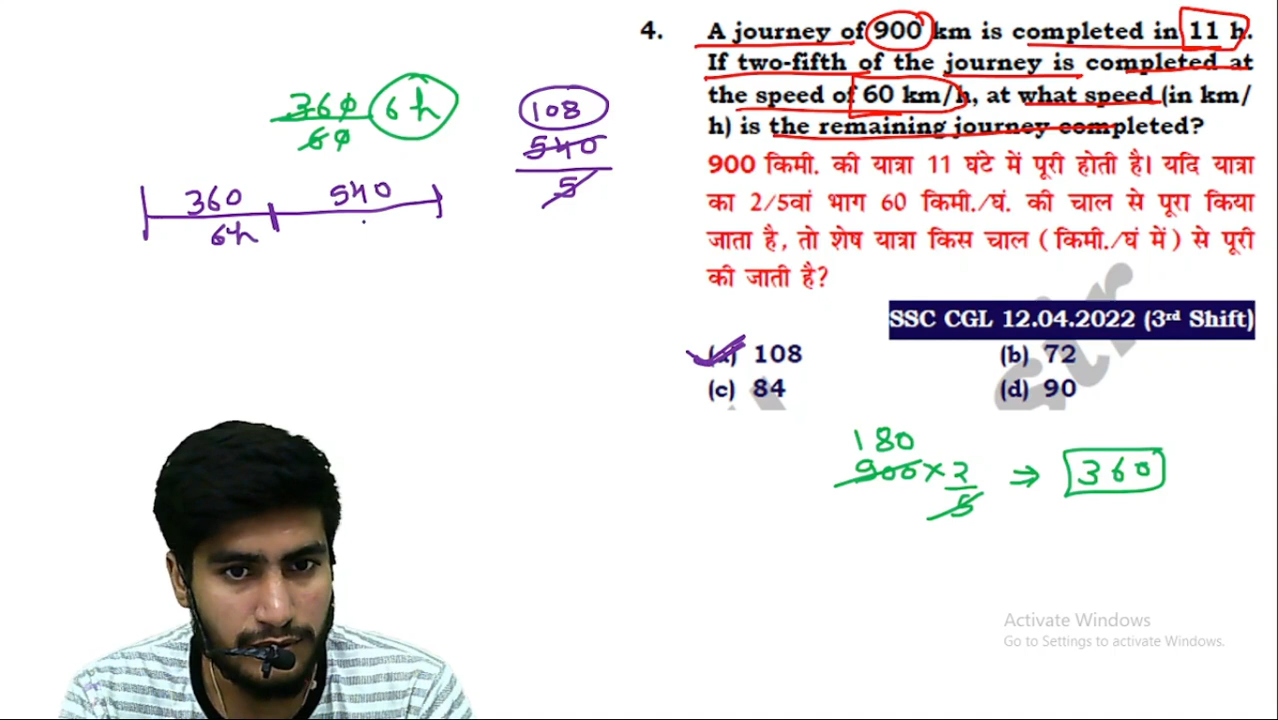 4. A journey of 900 km is completed in 11 h.
If two-fifth of the journey is completed at
the speed of 60 km/h, at what speed (in km/
h) is the remaining journey completed?
900 किमी. की यात्रा 11 घंटे में पूरी होती है। यदि यात्रा
का 2/5वां भाग 60 किमी./घं. की चाल से पूरा किया
जाता है, तो शेष यात्रा किस चाल (किमी./घं में) से पूरी
की जाती है?
SSC CGL 12.04.2022 (3rd Shift)
(a) 108 (b) 72
(c) 84 (d) 90
360 6h
60
108
540
5
360 540
6h
180
900 × 2 ⇒ 360
5
Sir
Activate Windows
Go to Settings to activate Windows.